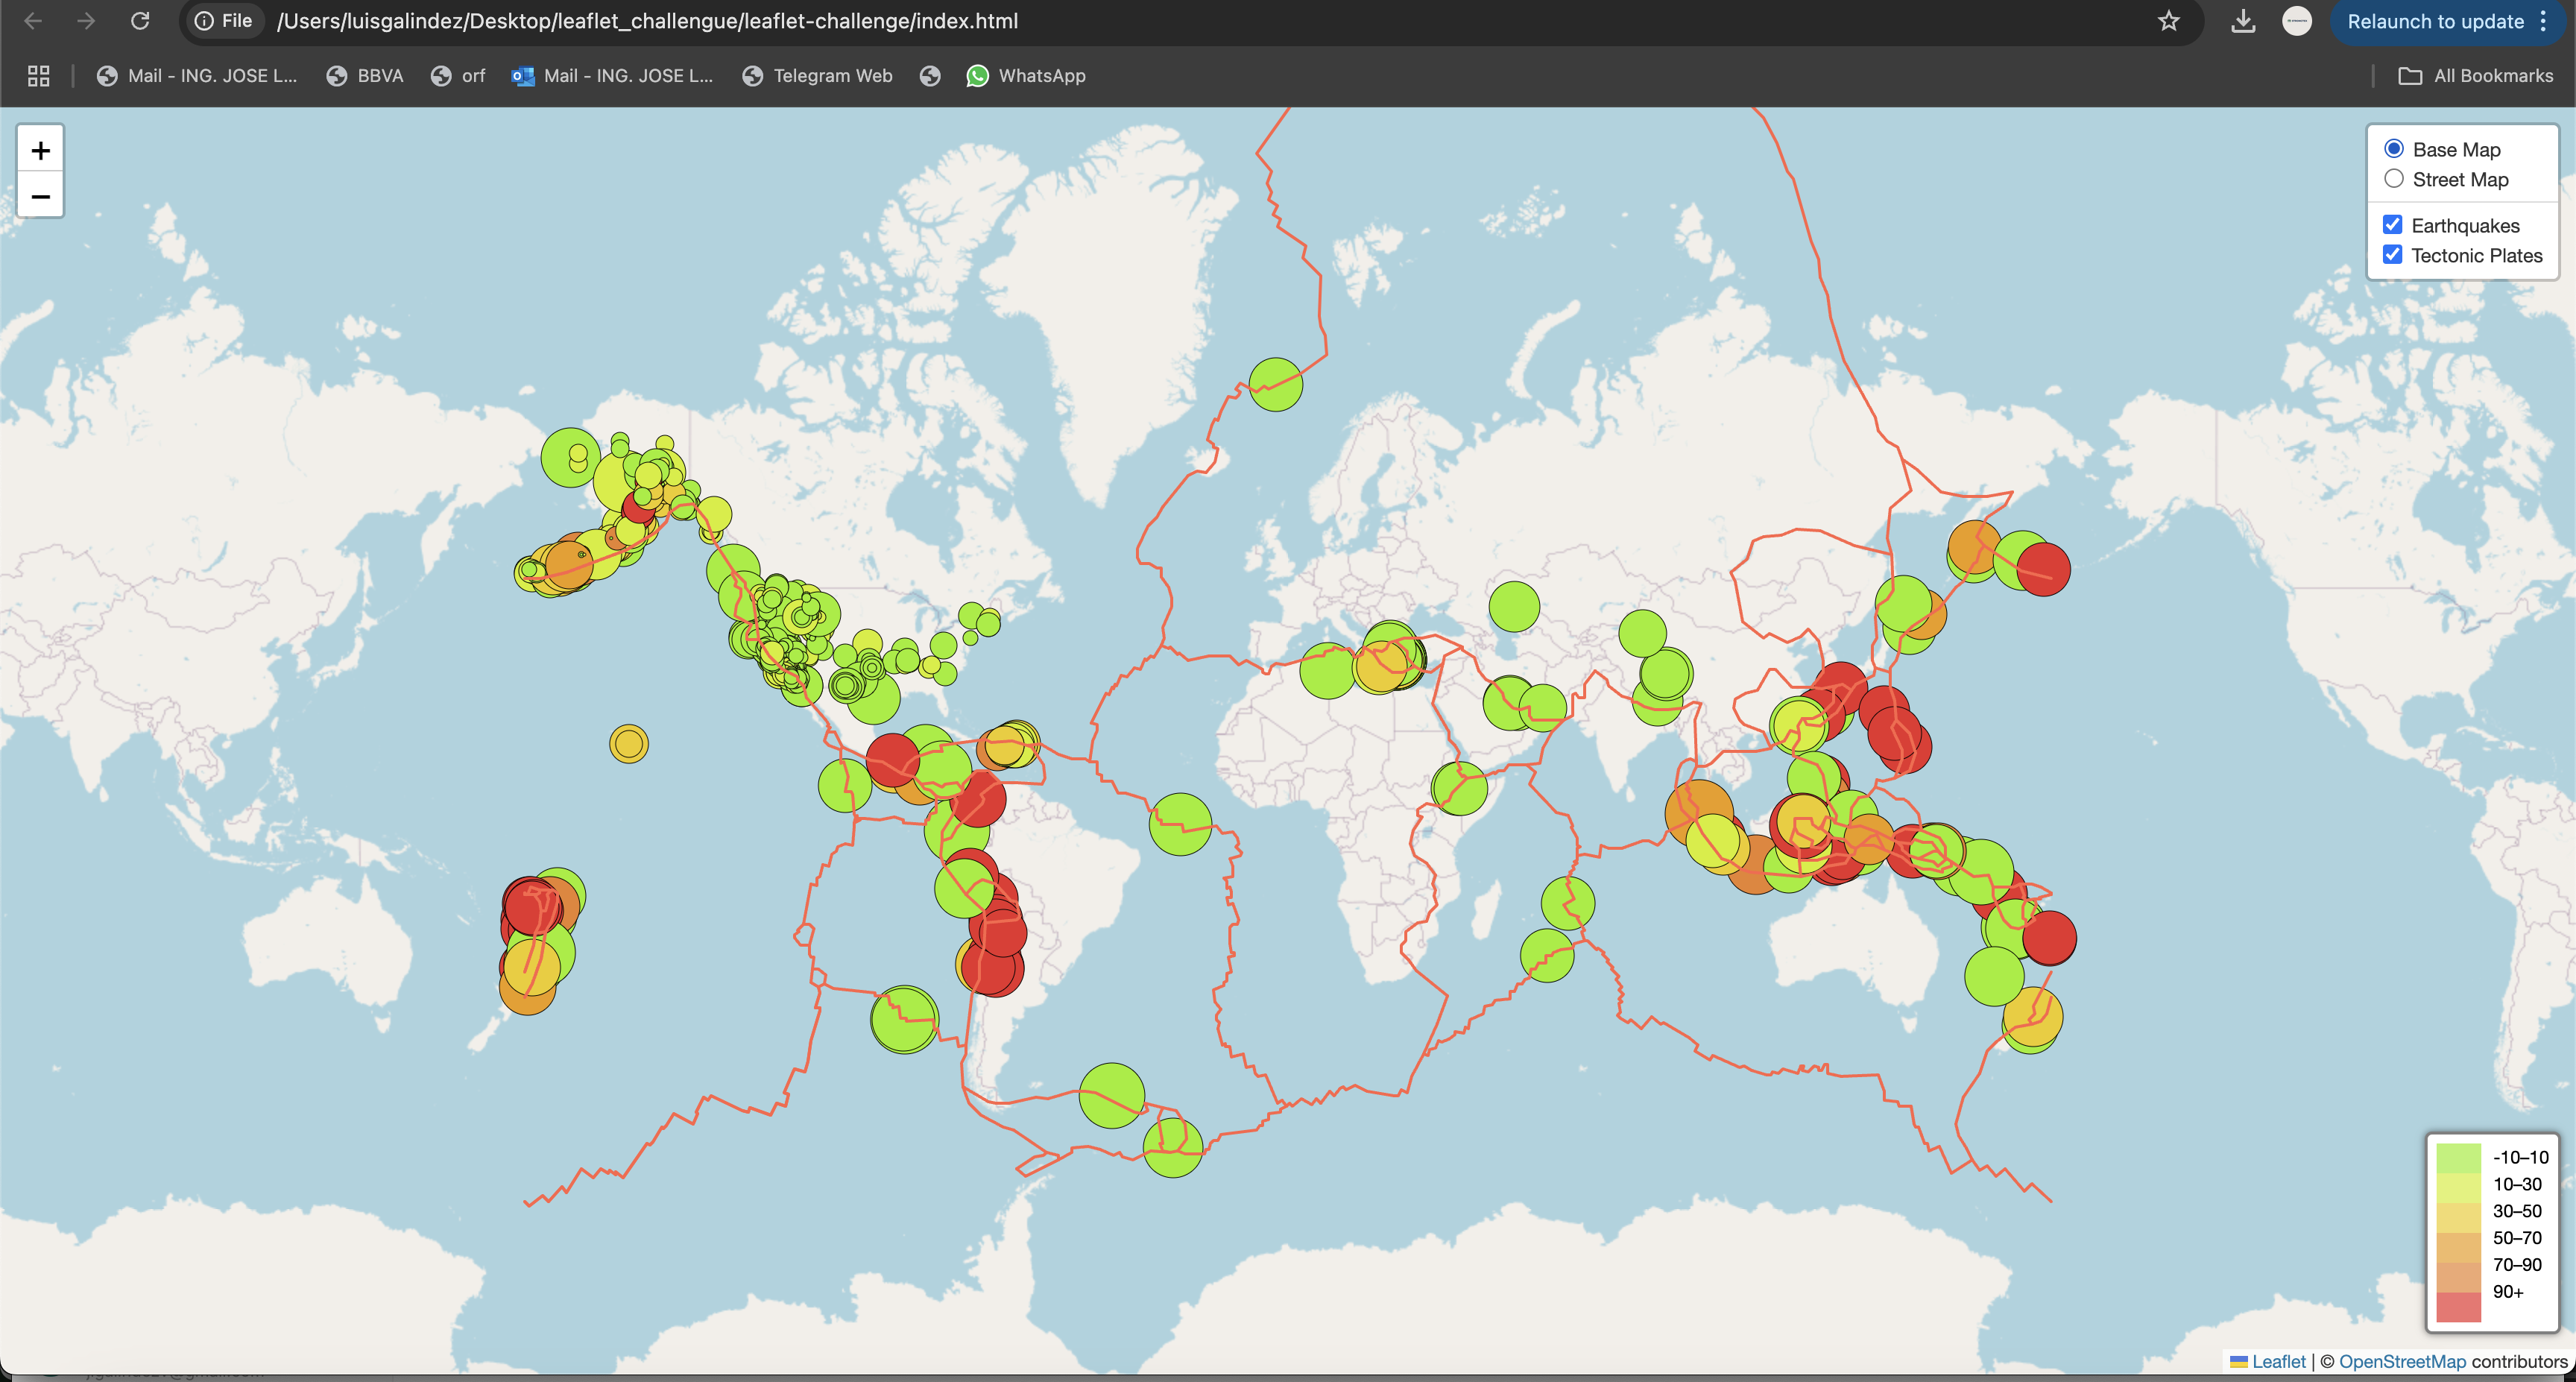 File /Users/luisgalindez/Desktop/leaflet_challengue/leaflet-challenge/index.html Relaunch to update
Mail - ING. JOSE L... BBVA orf Mail - ING. JOSE L... Telegram Web WhatsApp All Bookmarks
+
−
Base Map
Street Map
Earthquakes
Tectonic Plates
-10–10
10–30
30–50
50–70
70–90
90+
Leaflet | © OpenStreetMap contributors